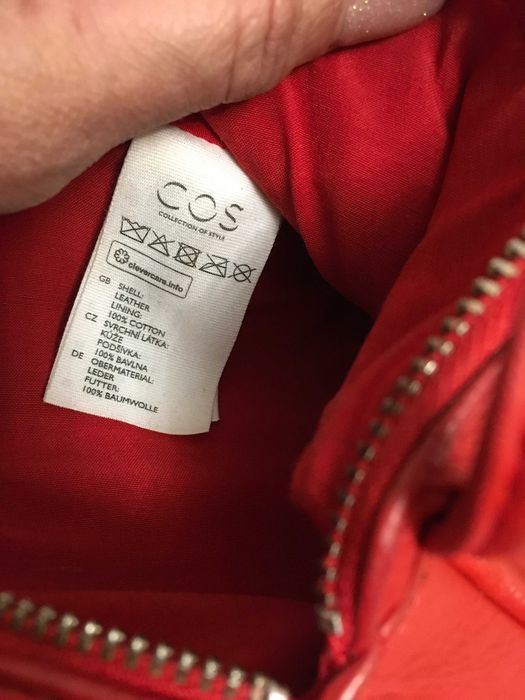 COS
COLLECTION OF STYLE
clevercare.info
GB SHELL:
LEATHER
LINING:
100% COTTON
CZ SVRCHNÍ LÁTKA:
KŮŽE
PODŠÍVKA:
100% BAVLNA
DE OBERMATERIAL:
LEDER
FUTTER:
100% BAUMWOLLE